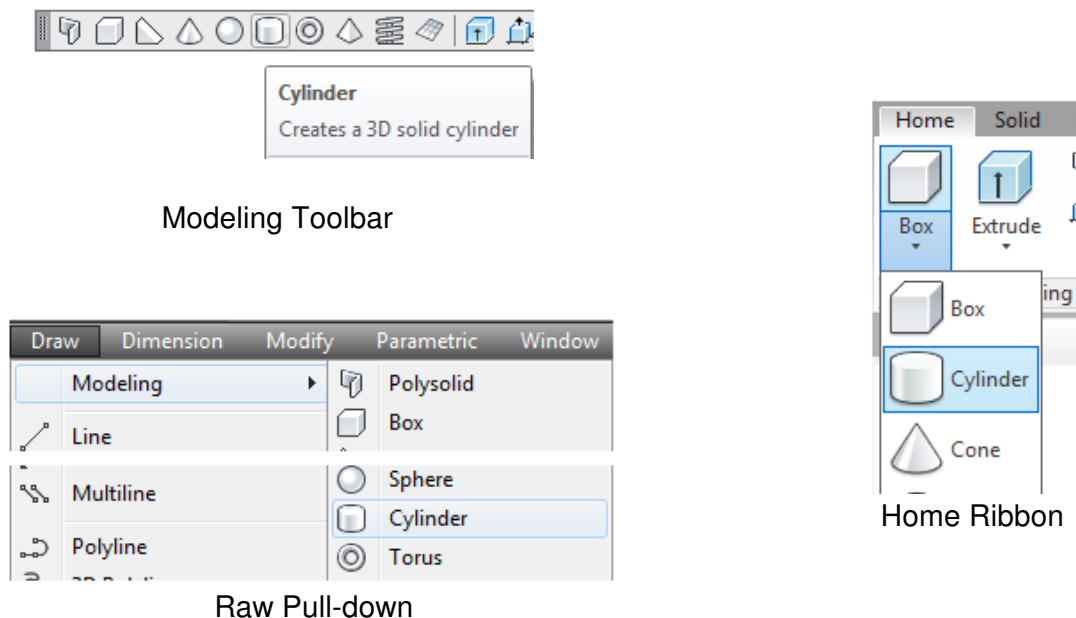 Cylinder
Creates a 3D solid cylinder
Modeling Toolbar
Home Solid
Box Extrude
Box
ing
Cylinder
Cone
Home Ribbon
Draw Dimension Modify Parametric Window
Modeling Polysolid
Box
Line
Sphere
Multiline
Cylinder
Polyline
Torus
Raw Pull-down